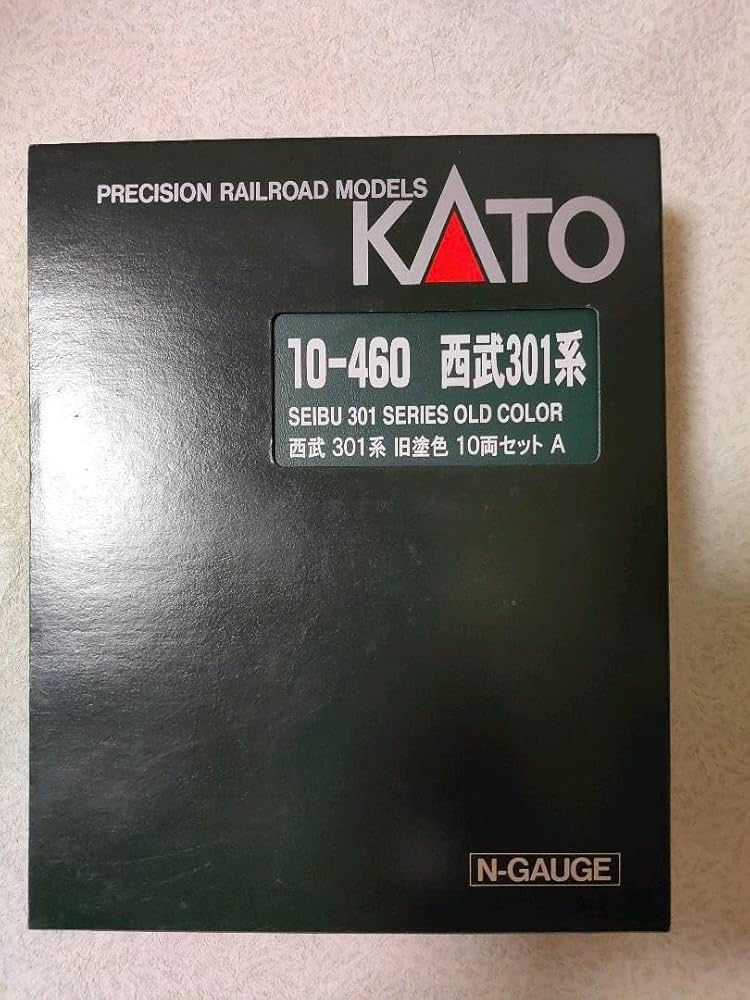 PRECISION RAILROAD MODELS
KATO
10-460 西武301系
SEIBU 301 SERIES OLD COLOR
西武 301系 旧塗色 10両セット A
N-GAUGE